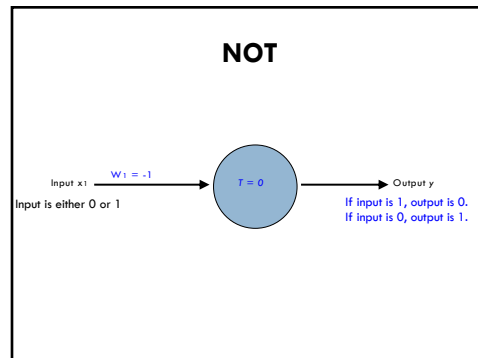 NOT
W1 = -1
Input x1
T = 0
Output y
Input is either 0 or 1
If input is 1, output is 0.
If input is 0, output is 1.